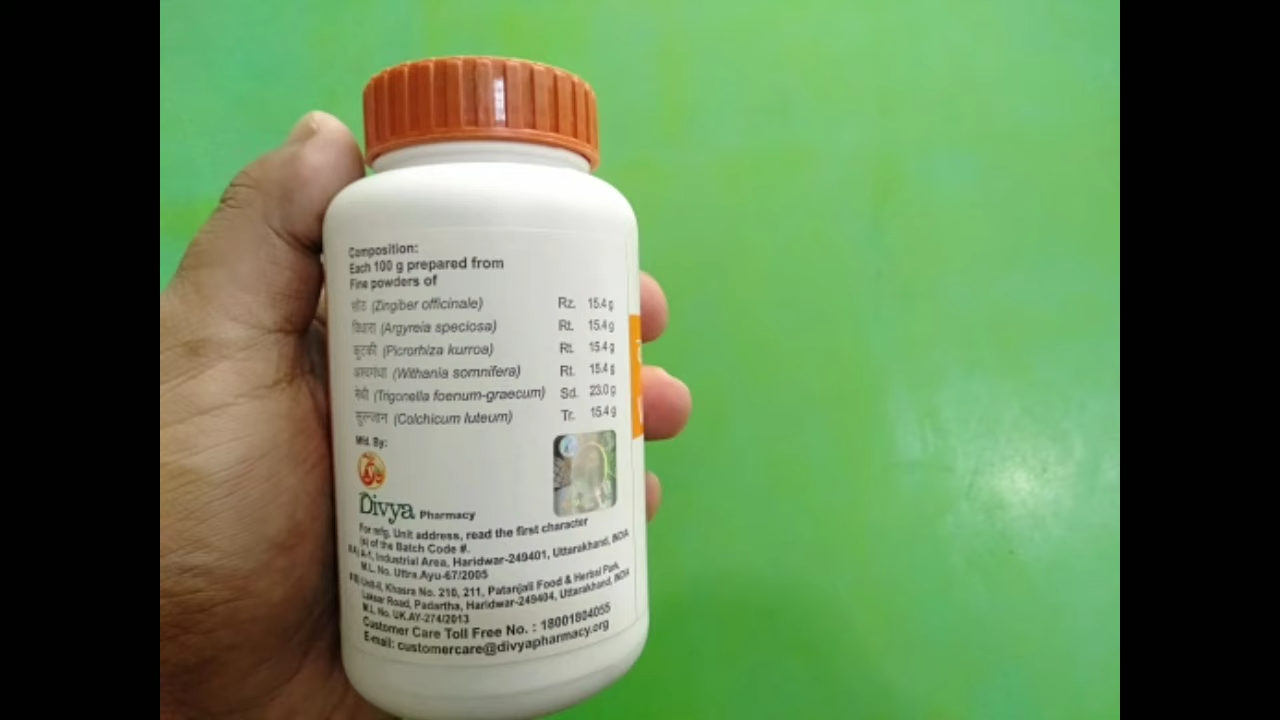 Composition:
Each 100 g prepared from
Fine powders of
सोंठ (Zingiber officinale) Rz. 15.4 g
विधारा (Argyreia speciosa) Rt. 15.4 g
कुटकी (Picrorhiza kurroa) Rt. 15.4 g
अश्वगंधा (Withania somnifera) Rt. 15.4 g
मेथी (Trigonella foenum-graecum) Sd. 23.0 g
सुरन्जान (Colchicum luteum) Tr. 15.4 g
Mfd. By:
Divya Pharmacy
For mfg. Unit address, read the first character
(s) of the Batch Code #.
A-1, Industrial Area, Haridwar-249401, Uttarakhand, INDIA
M.L. No. Uttra.Ayu-67/2005
Unit-II, Khasra No. 210, 211, Patanjali Food & Herbal Park,
Laksar Road, Padartha, Haridwar-249404, Uttarakhand, INDIA
M.L No. UK.AY-274/2013
Customer Care Toll Free No. : 18001804055
E-mail: customercare@divyapharmacy.org